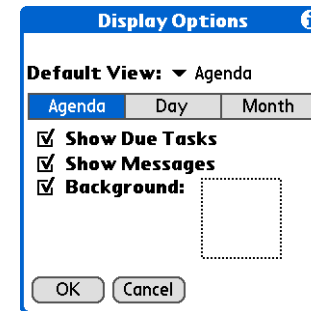 Display Options
Default View: Agenda
Agenda Day Month
Show Due Tasks
Show Messages
Background:
OK Cancel